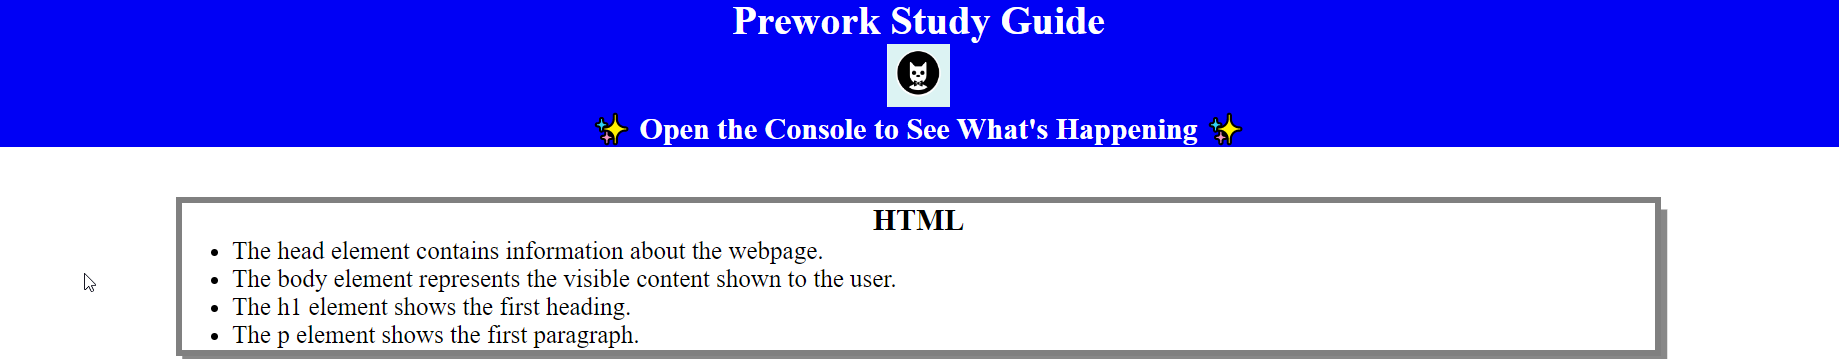 Prework Study Guide
✨ Open the Console to See What's Happening ✨
HTML
• The head element contains information about the webpage.
• The body element represents the visible content shown to the user.
• The h1 element shows the first heading.
• The p element shows the first paragraph.